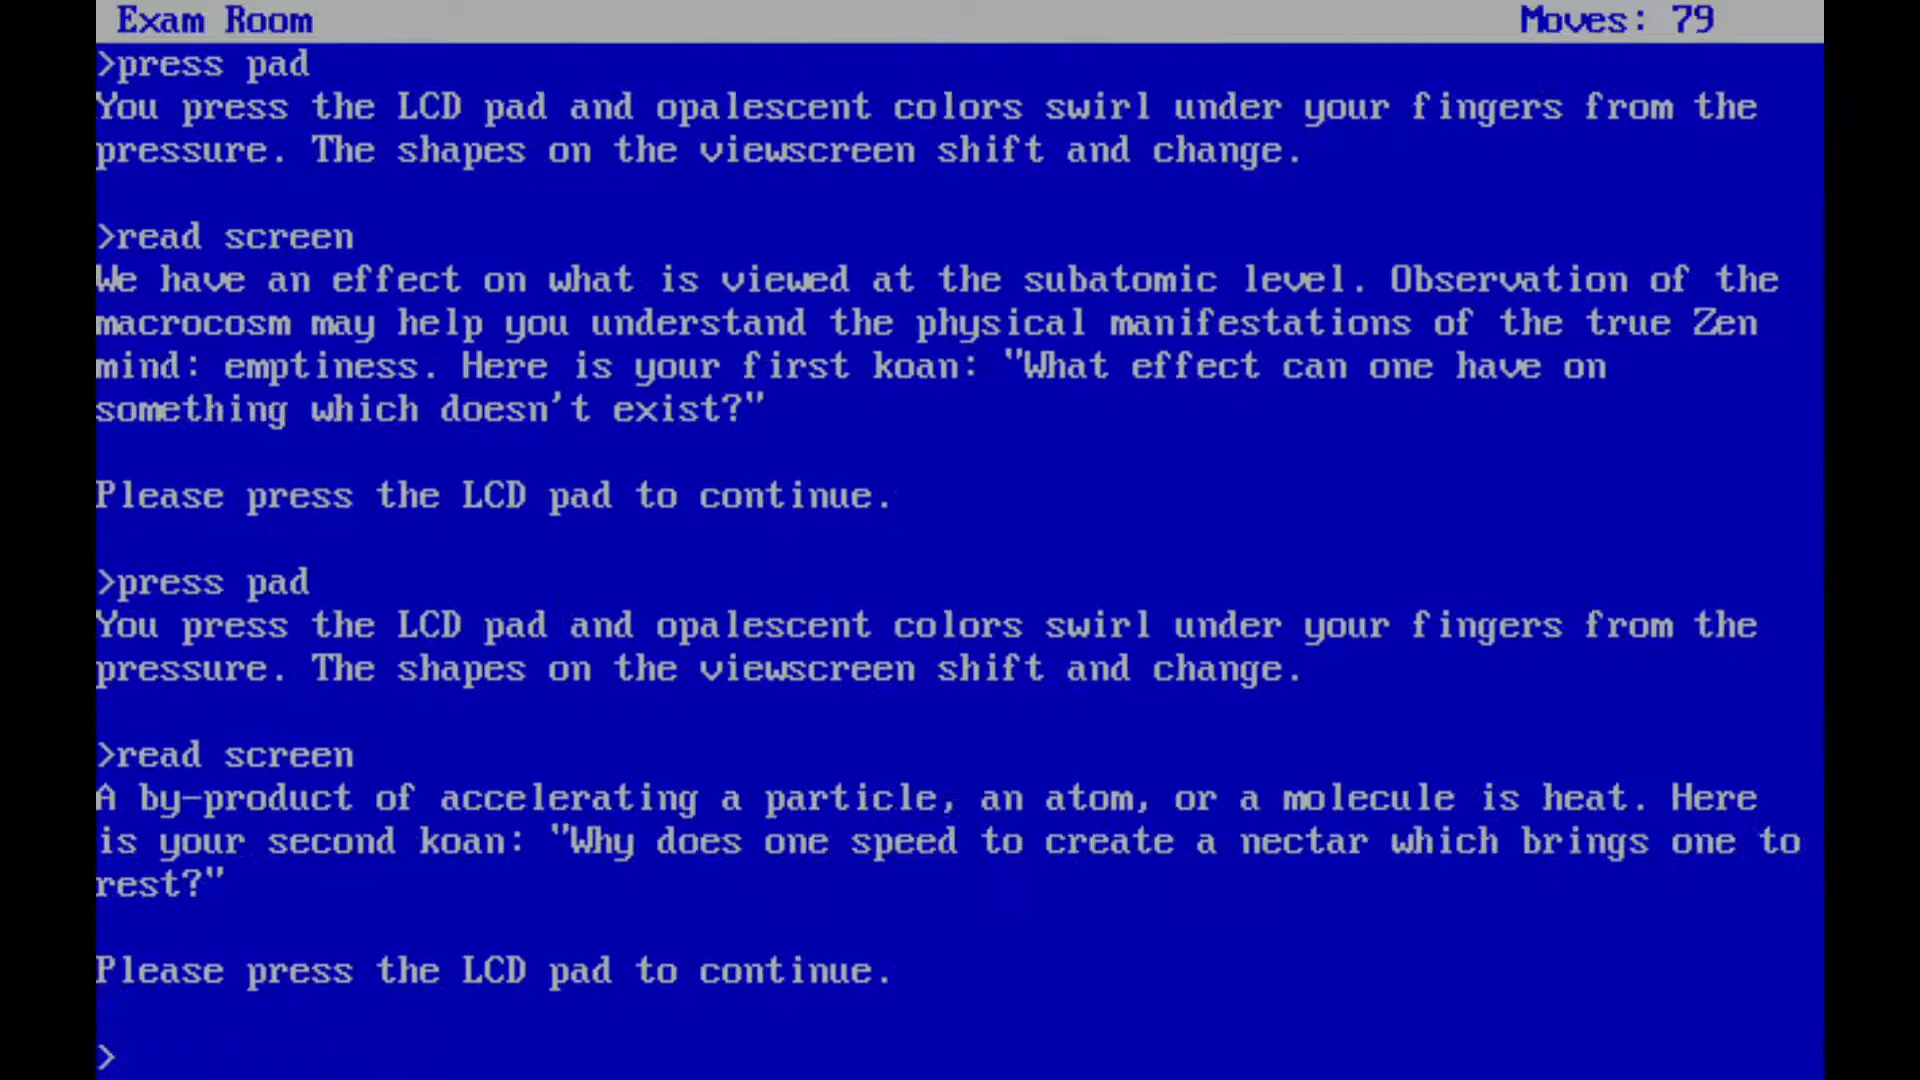 Exam Room Moves: 79
>press pad
You press the LCD pad and opalescent colors swirl under your fingers from the
pressure. The shapes on the viewscreen shift and change.
>read screen
We have an effect on what is viewed at the subatomic level. Observation of the
macrocosm may help you understand the physical manifestations of the true Zen
mind: emptiness. Here is your first koan: "What effect can one have on
something which doesn't exist?"
Please press the LCD pad to continue.
>press pad
You press the LCD pad and opalescent colors swirl under your fingers from the
pressure. The shapes on the viewscreen shift and change.
>read screen
A by-product of accelerating a particle, an atom, or a molecule is heat. Here
is your second koan: "Why does one speed to create a nectar which brings one to
rest?"
Please press the LCD pad to continue.
>